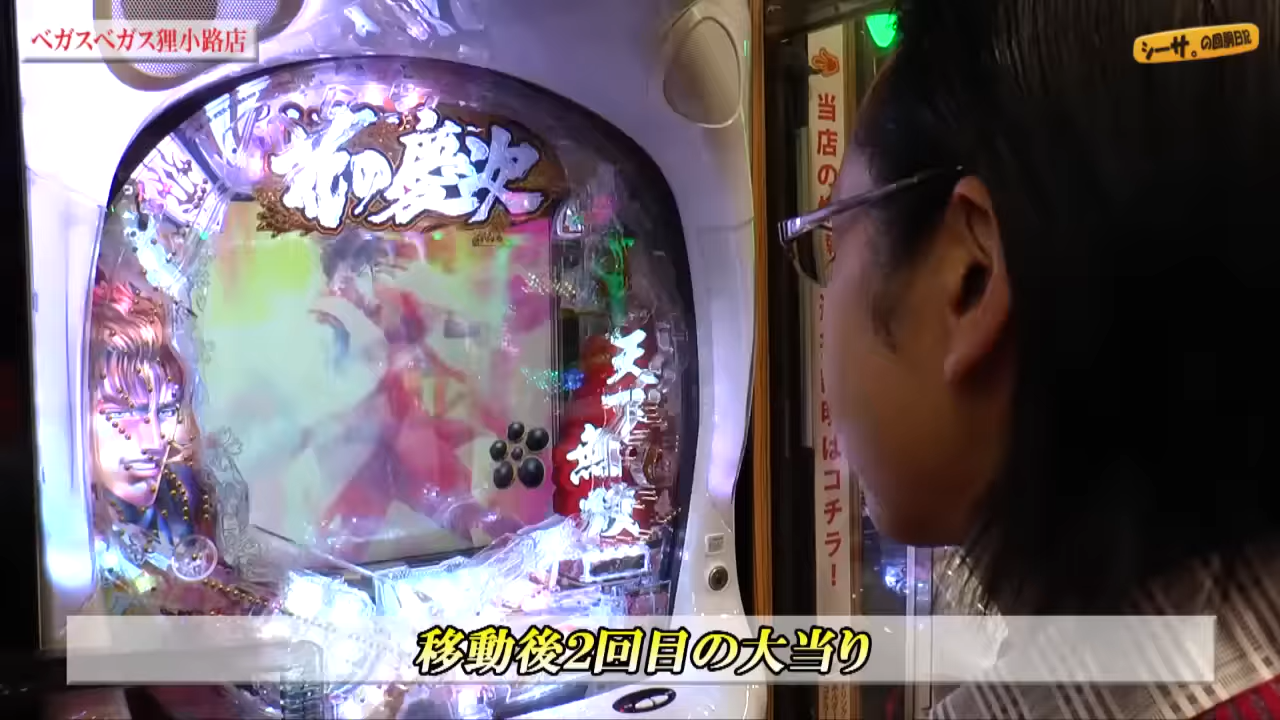 ベガスベガス狸小路店
シーサ。の回胴日記
花の慶次
天下無敵
当店の
はコチラ!
移動後2回目の大当り